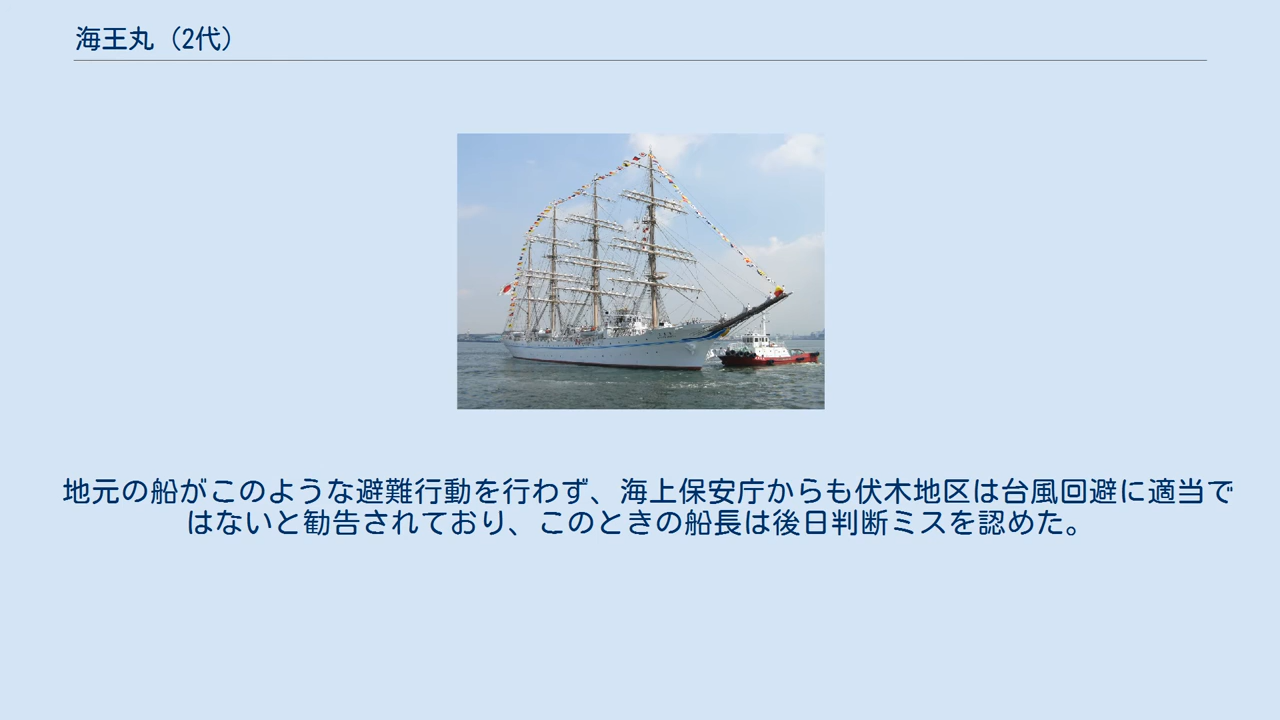 海王丸（2代）
地元の船がこのような避難行動を行わず、海上保安庁からも伏木地区は台風回避に適当で
はないと勧告されており、このときの船長は後日判断ミスを認めた。